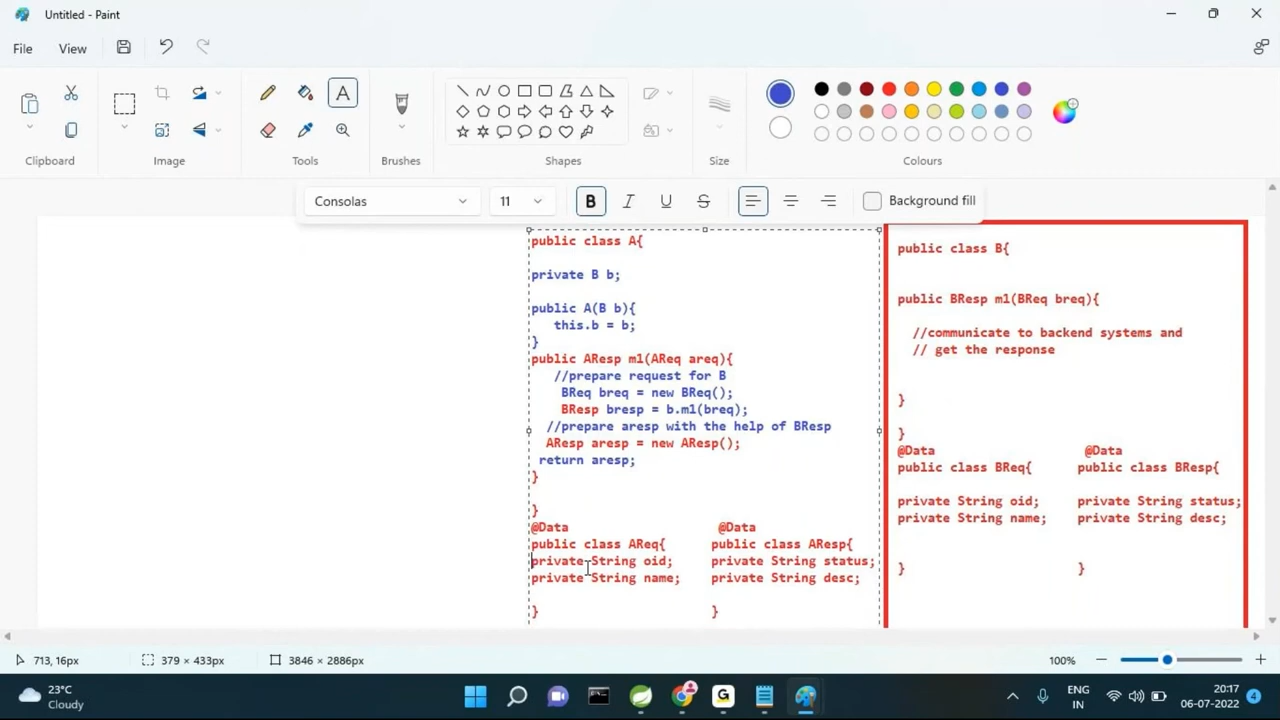 Untitled - Paint
File
View
Clipboard
Image
Tools
Brushes
Shapes
Size
Colours
Consolas
11
B
I
U
S
Background fill
public class A{
private B b;
public A(B b){
this.b = b;
}
public AResp m1(AReq areq){
//prepare request for B
BReq breq = new BReq();
BResp bresp = b.m1(breq);
//prepare aresp with the help of BResp
AResp aresp = new AResp();
return aresp;
}
}
@Data @Data
public class AReq{ public class AResp{
private String oid; private String status;
private String name; private String desc;
} }
public class B{
public BResp m1(BReq breq){
//communicate to backend systems and
// get the response
}
}
@Data @Data
public class BReq{ public class BResp{
private String oid; private String status;
private String name; private String desc;
} }
713, 16px
379 × 433px
3846 × 2886px
100%
23°C
Cloudy
ENG
IN
20:17
06-07-2022
4